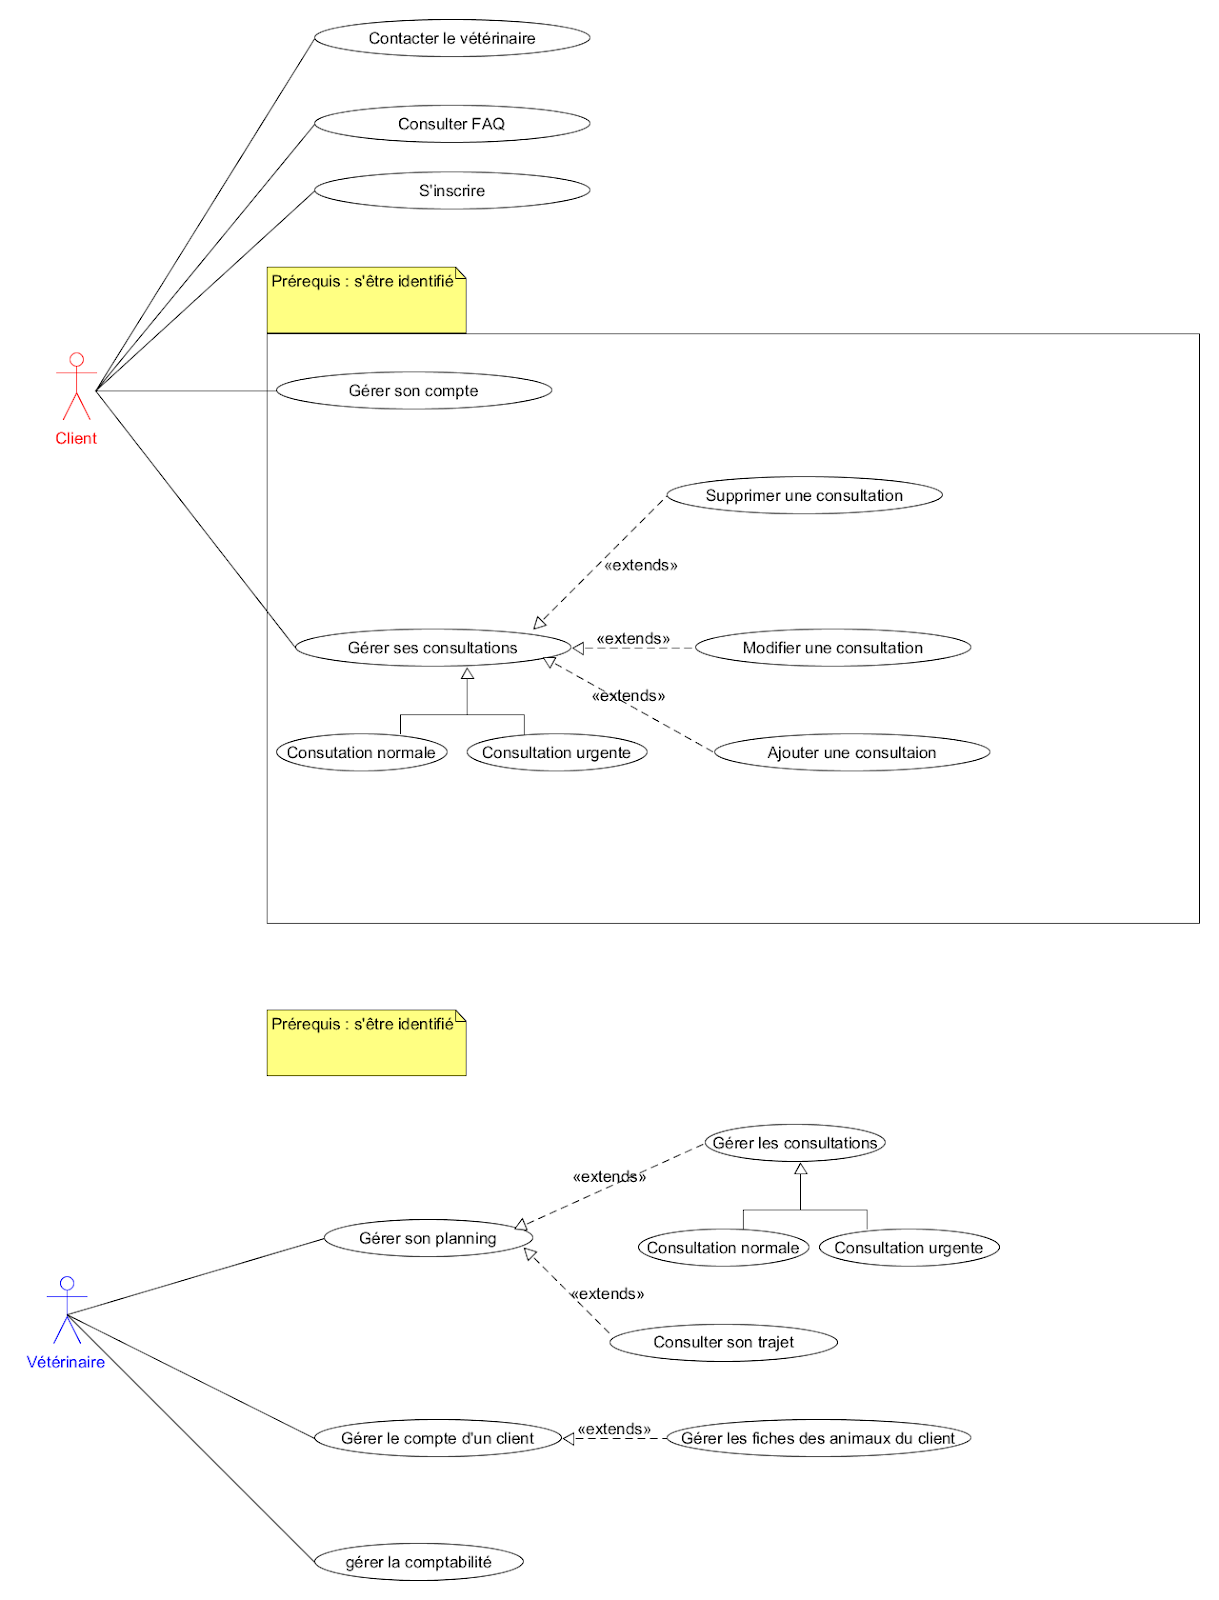 Contacter le vétérinaire
Consulter FAQ
S'inscrire
Prérequis : s'être identifié
Gérer son compte
Client
Supprimer une consultation
«extends»
Gérer ses consultations
«extends»
Modifier une consultation
«extends»
Consutation normale
Consultation urgente
Ajouter une consultaion
Prérequis : s'être identifié
Gérer les consultations
«extends»
Gérer son planning
Consultation normale
Consultation urgente
«extends»
Consulter son trajet
Vétérinaire
Gérer le compte d'un client
«extends»
Gérer les fiches des animaux du client
gérer la comptabilité